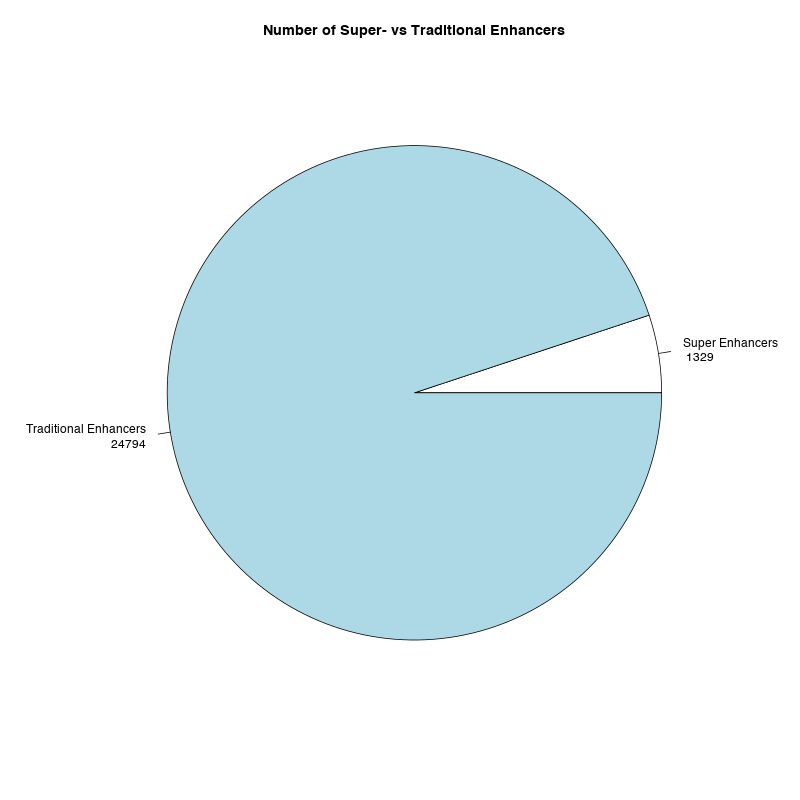 Number of Super- vs Traditional Enhancers
Super Enhancers
1329
Traditional Enhancers
24794